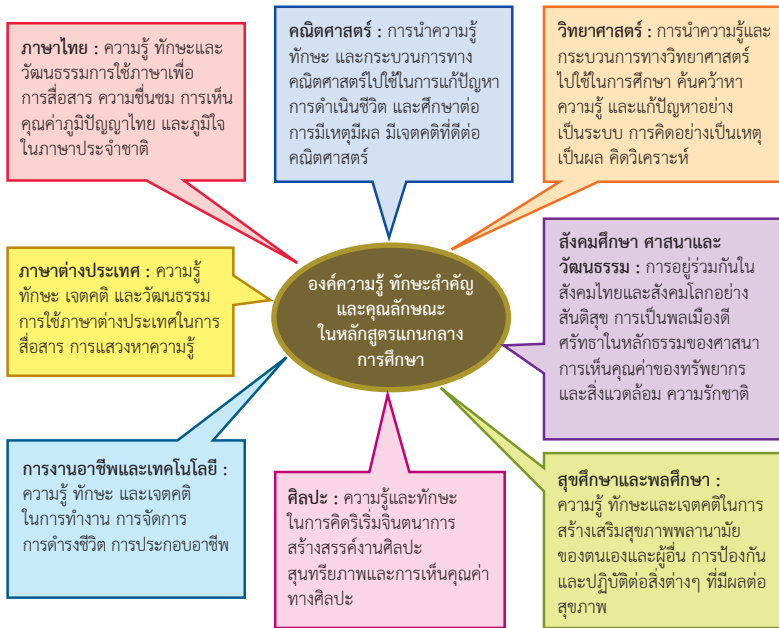 ภาษาไทย : ความรู้ ทักษะและ
วัฒนธรรมการใช้ภาษาเพื่อ
การสื่อสาร ความชื่นชม การเห็น
คุณค่าภูมิปัญญาไทย และภูมิใจ
ในภาษาประจำชาติ
คณิตศาสตร์ : การนำความรู้
ทักษะ และกระบวนการทาง
คณิตศาสตร์ไปใช้ในการแก้ปัญหา
การดำเนินชีวิต และศึกษาต่อ
การมีเหตุมีผล มีเจตคติที่ดีต่อ
คณิตศาสตร์
วิทยาศาสตร์ : การนำความรู้และ
กระบวนการทางวิทยาศาสตร์
ไปใช้ในการศึกษา ค้นคว้าหา
ความรู้ และแก้ปัญหาอย่าง
เป็นระบบ การคิดอย่างเป็นเหตุ
เป็นผล คิดวิเคราะห์
ภาษาต่างประเทศ : ความรู้
ทักษะ เจตคติ และวัฒนธรรม
การใช้ภาษาต่างประเทศในการ
สื่อสาร การแสวงหาความรู้
องค์ความรู้ ทักษะสำคัญ
และคุณลักษณะ
ในหลักสูตรแกนกลาง
การศึกษา
สังคมศึกษา ศาสนาและ
วัฒนธรรม : การอยู่ร่วมกันใน
สังคมไทยและสังคมโลกอย่าง
สันติสุข การเป็นพลเมืองดี
ศรัทธาในหลักธรรมของศาสนา
การเห็นคุณค่าของทรัพยากร
และสิ่งแวดล้อม ความรักชาติ
การงานอาชีพและเทคโนโลยี :
ความรู้ ทักษะ และเจตคติ
ในการทำงาน การจัดการ
การดำรงชีวิต การประกอบอาชีพ
ศิลปะ : ความรู้และทักษะ
ในการคิดริเริ่มจินตนาการ
สร้างสรรค์งานศิลปะ
สุนทรียภาพและการเห็นคุณค่า
ทางศิลปะ
สุขศึกษาและพลศึกษา :
ความรู้ ทักษะและเจตคติในการ
สร้างเสริมสุขภาพพลานามัย
ของตนเองและผู้อื่น การป้องกัน
และปฏิบัติต่อสิ่งต่างๆ ที่มีผลต่อ
สุขภาพ